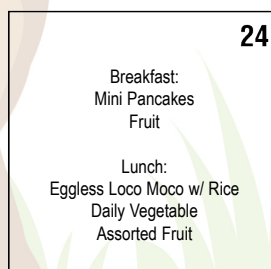 24
Breakfast:
Mini Pancakes
Fruit
Lunch:
Eggless Loco Moco w/ Rice
Daily Vegetable
Assorted Fruit